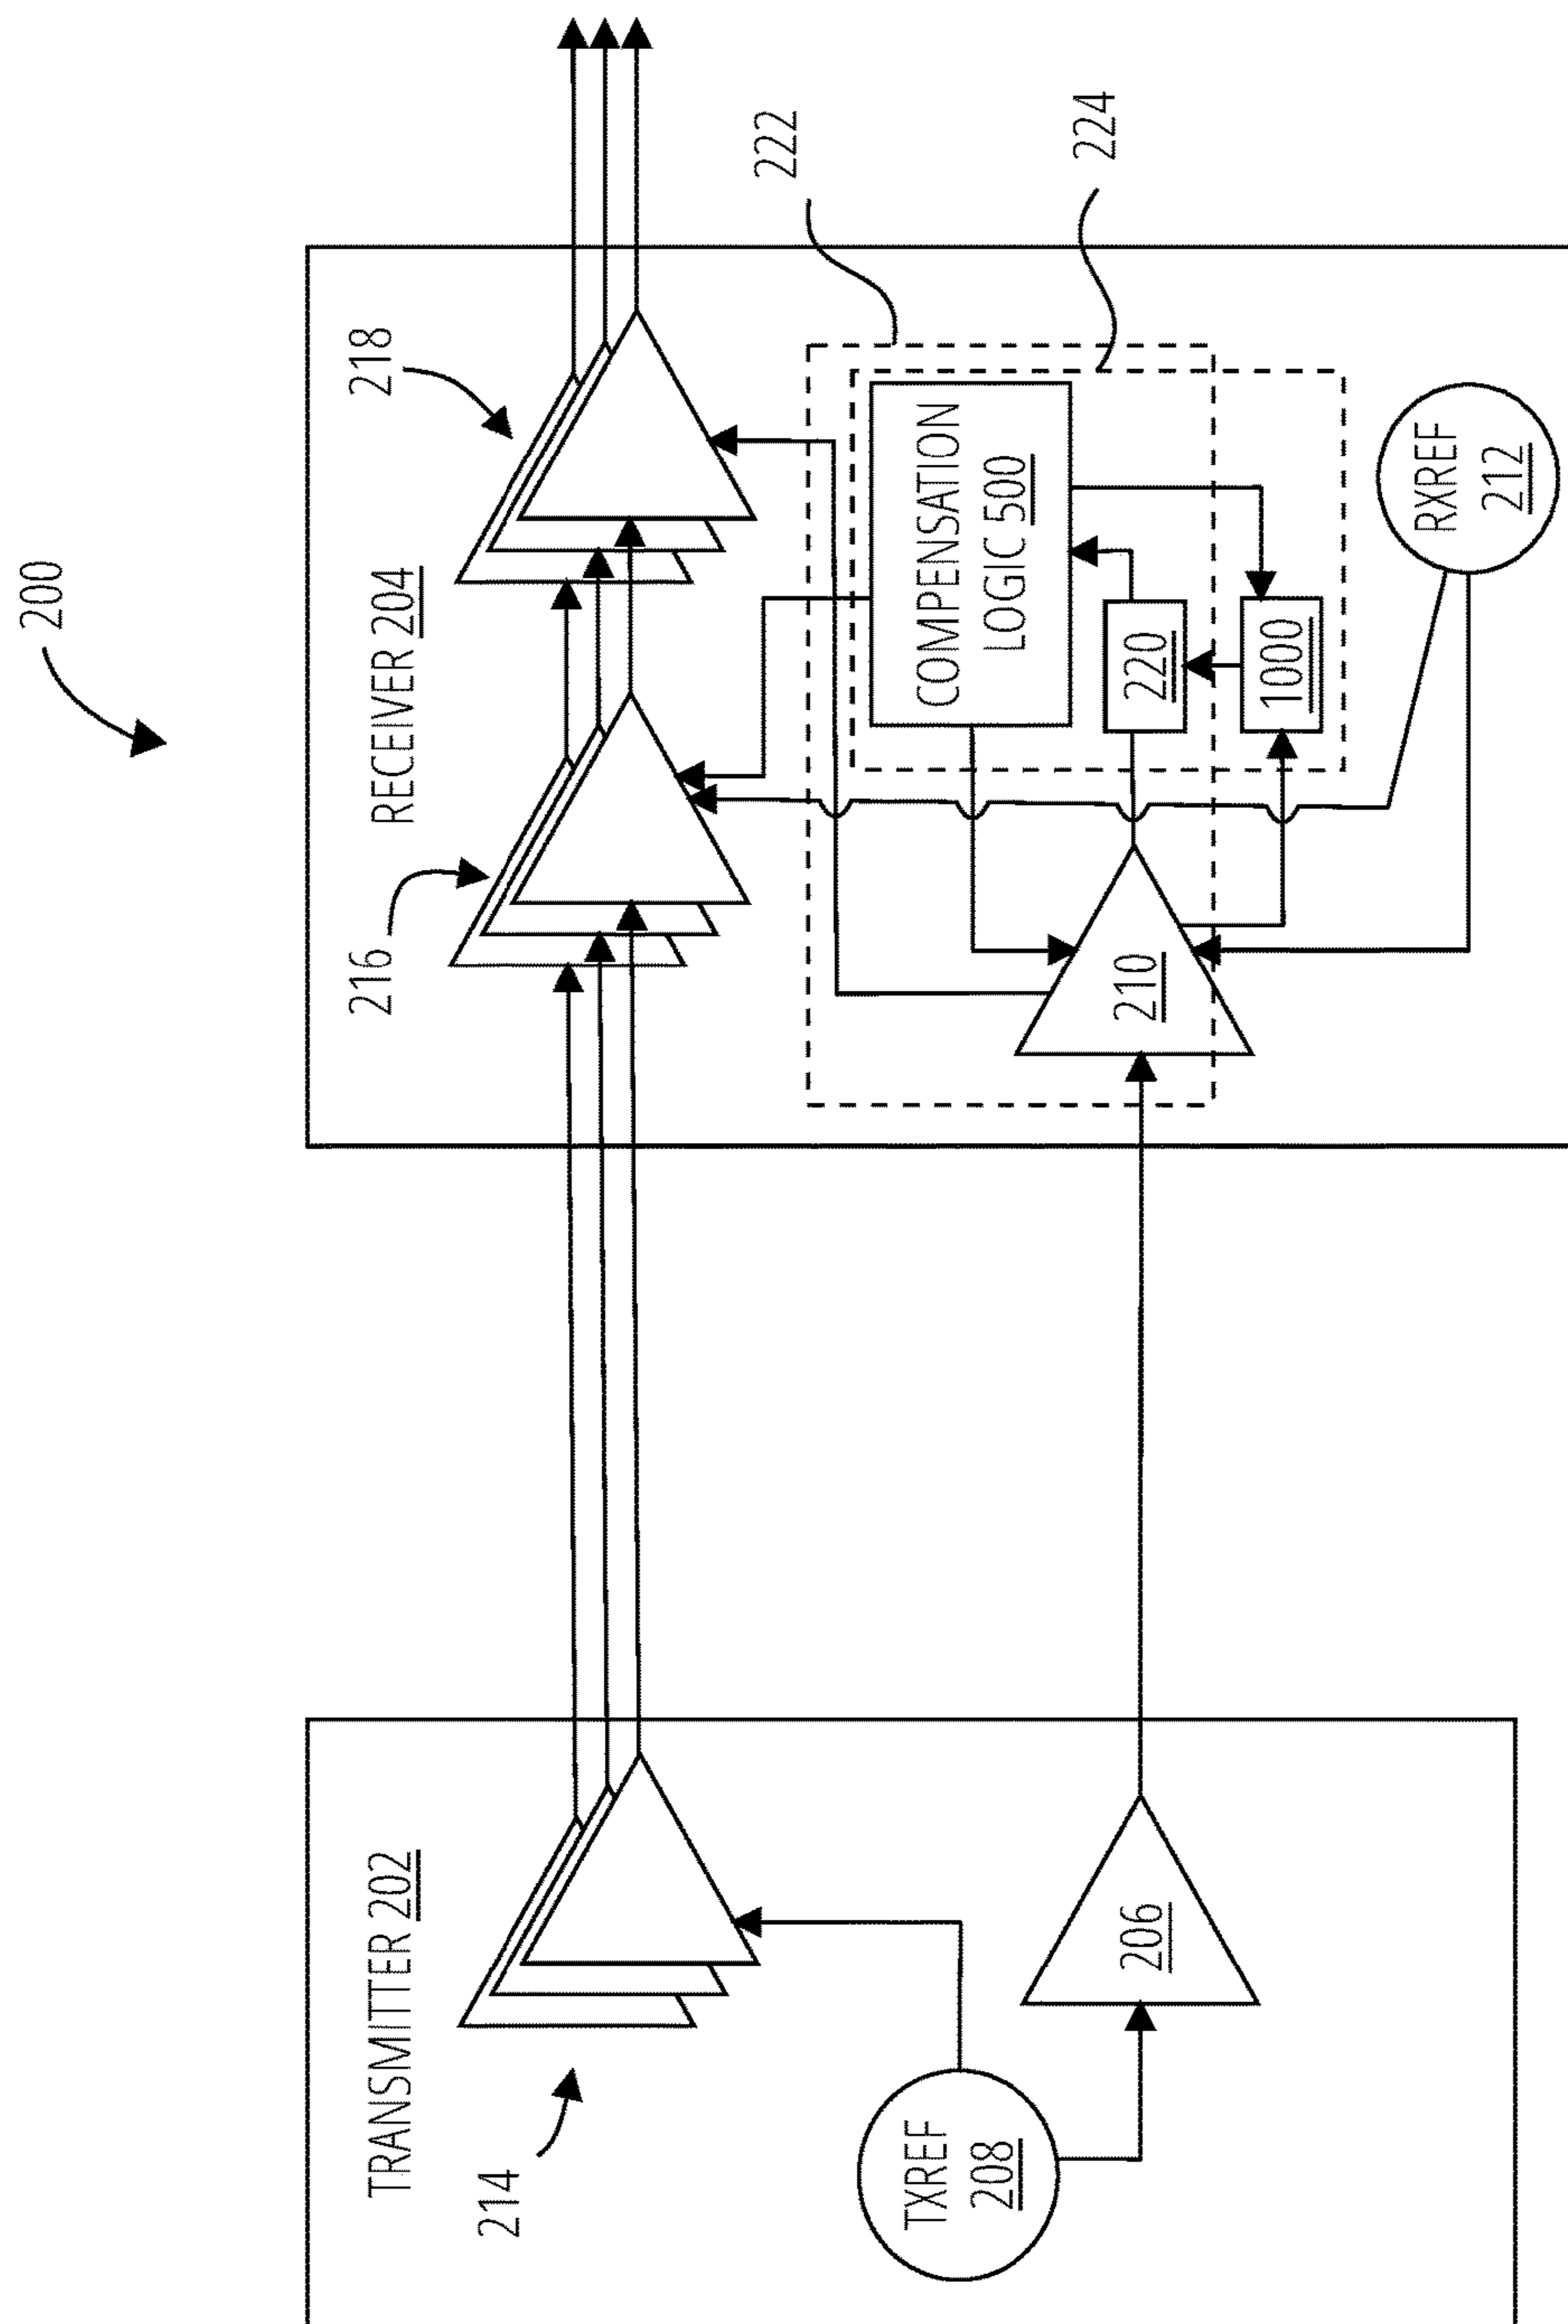 200
TRANSMITTER 202
214
TXREF
208
206
RECEIVER 204
216
218
222
224
COMPENSATION
LOGIC 500
210
220
1000
RXREF
212